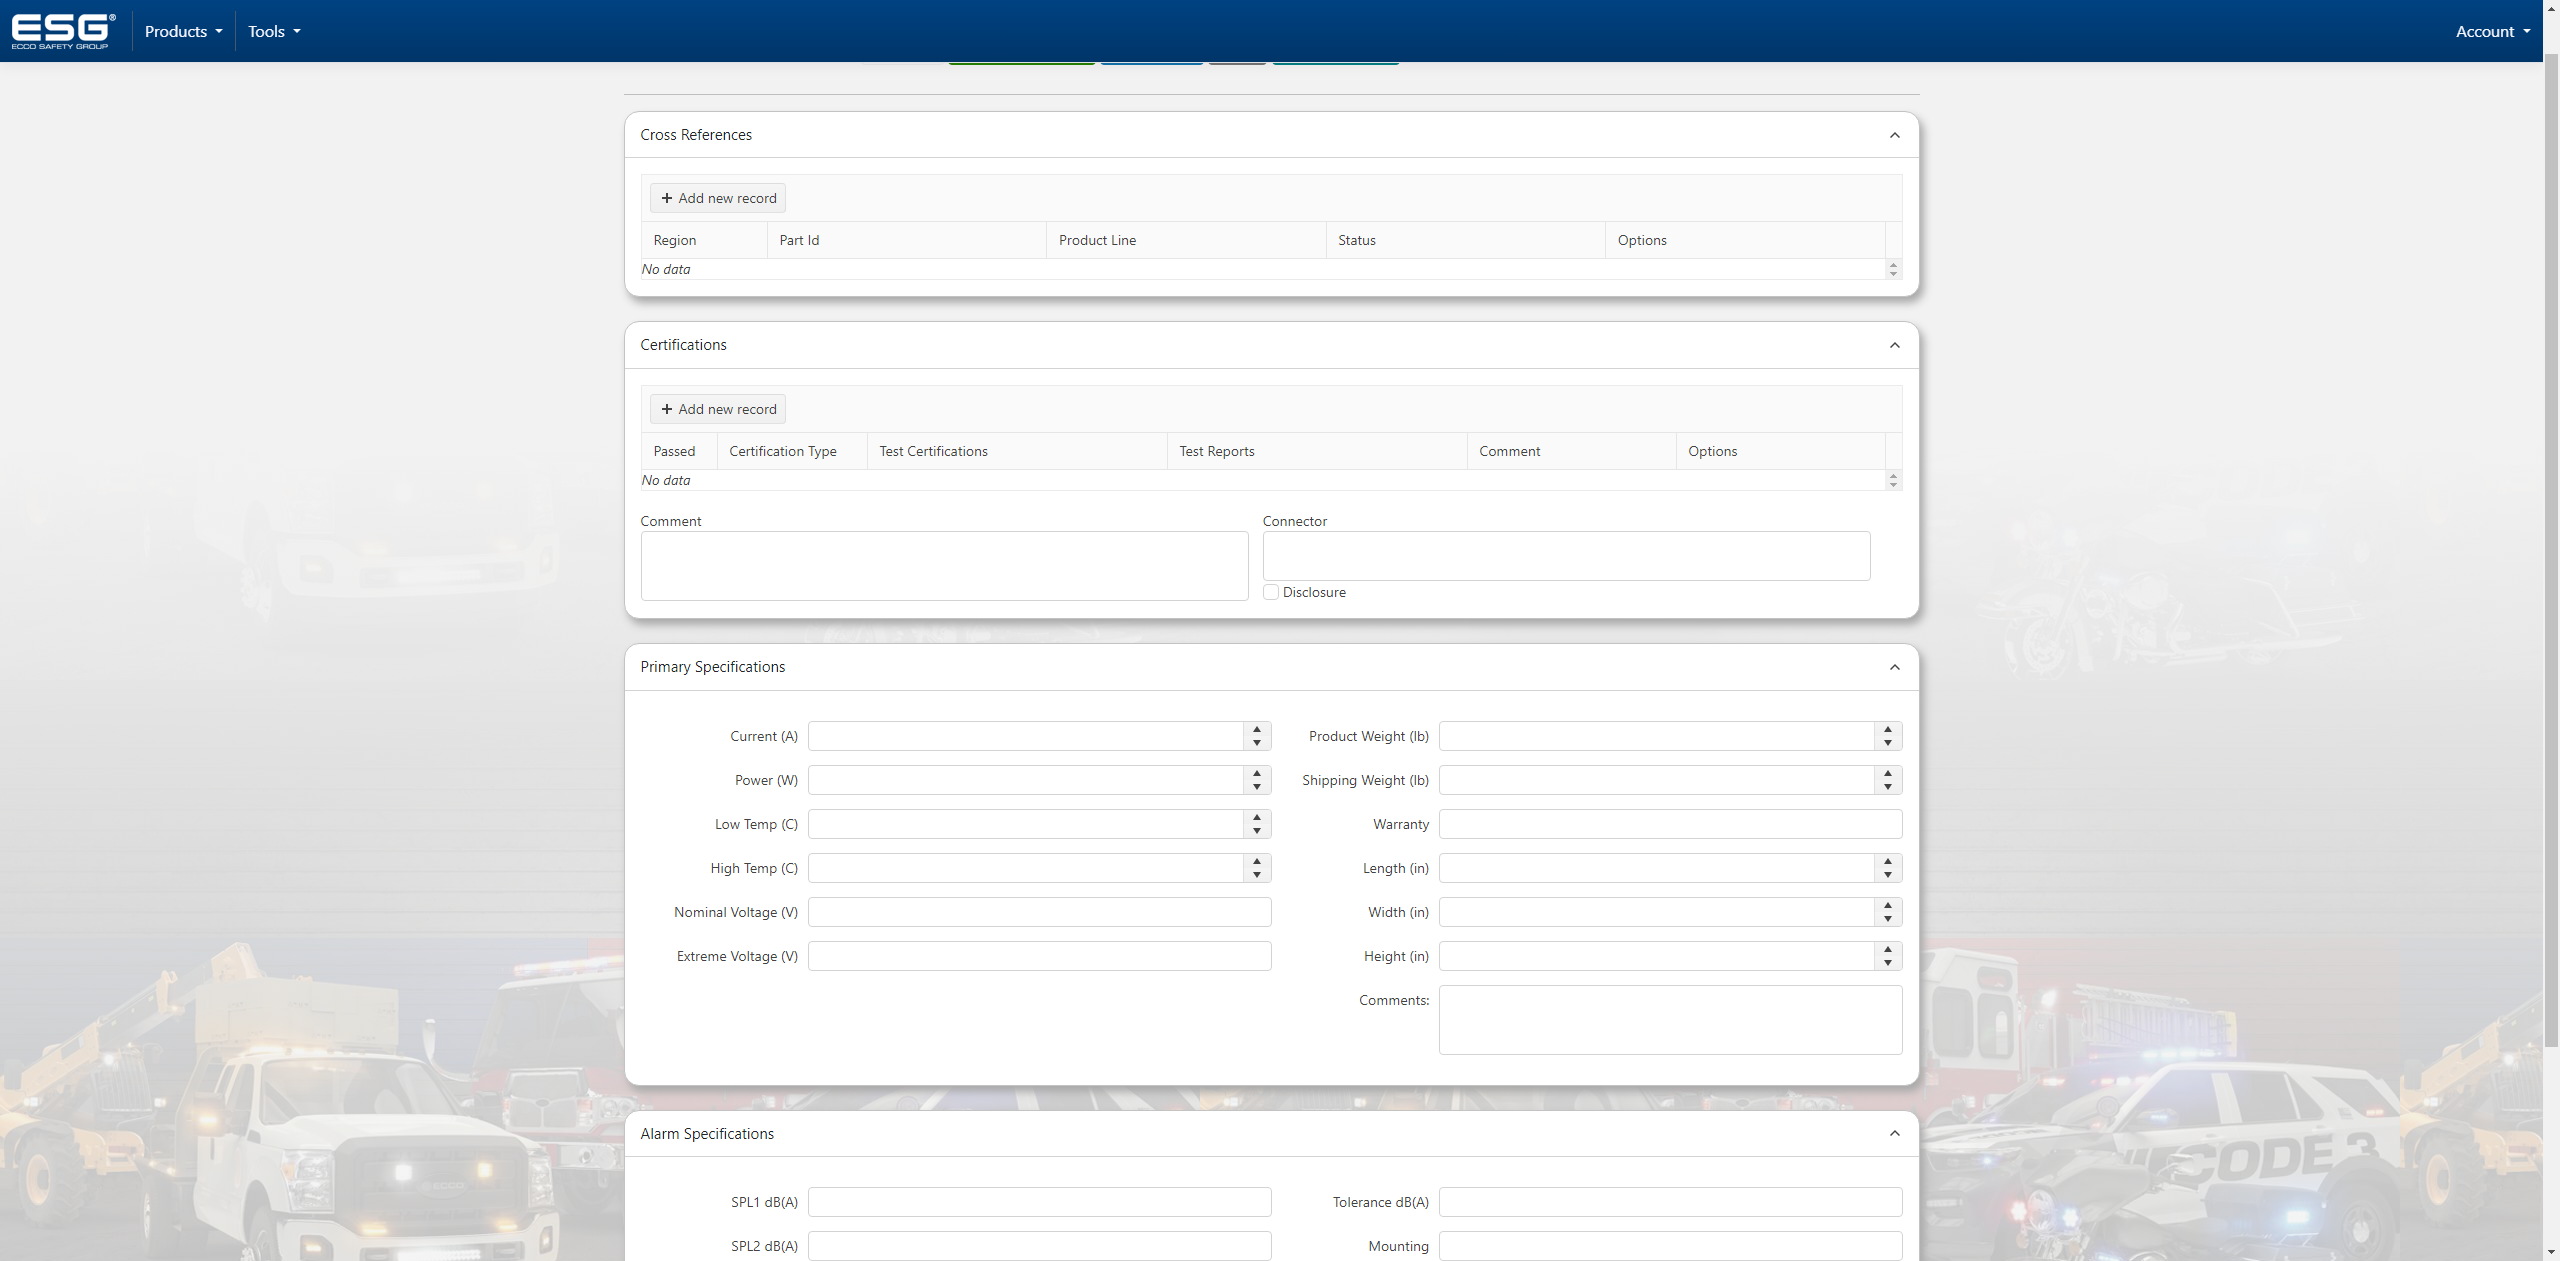 ESG®
ECCO SAFETY GROUP
Products
Tools
Account
Cross References
Add new record
Region Part Id Product Line Status Options
No data
Certifications
Add new record
Passed Certification Type Test Certifications Test Reports Comment Options
No data
Comment Connector
Disclosure
Primary Specifications
Current (A) Product Weight (lb)
Power (W) Shipping Weight (lb)
Low Temp (C) Warranty
High Temp (C) Length (in)
Nominal Voltage (V) Width (in)
Extreme Voltage (V) Height (in)
Comments:
Alarm Specifications
SPL1 dB(A) Tolerance dB(A)
SPL2 dB(A) Mounting
ECCO
CODE 3